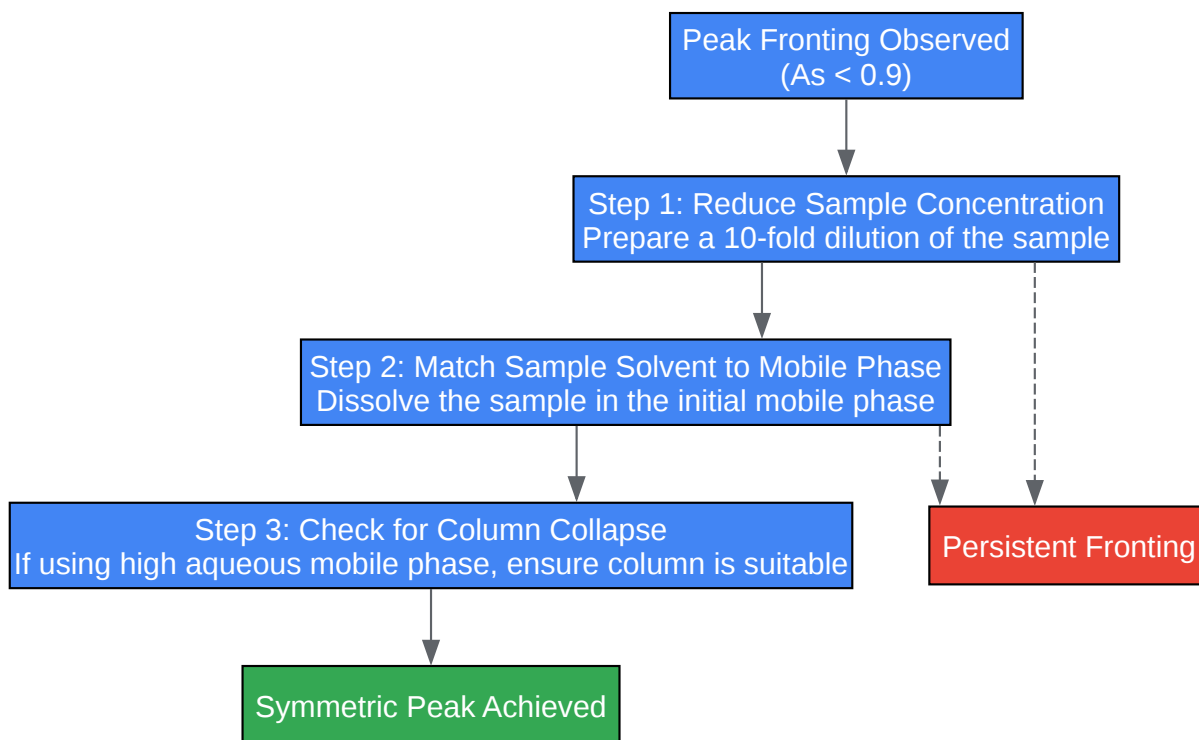 Peak Fronting Observed
(As < 0.9)
Step 1: Reduce Sample Concentration
Prepare a 10-fold dilution of the sample
Step 2: Match Sample Solvent to Mobile Phase
Dissolve the sample in the initial mobile phase
Step 3: Check for Column Collapse
If using high aqueous mobile phase, ensure column is suitable
Persistent Fronting
Symmetric Peak Achieved